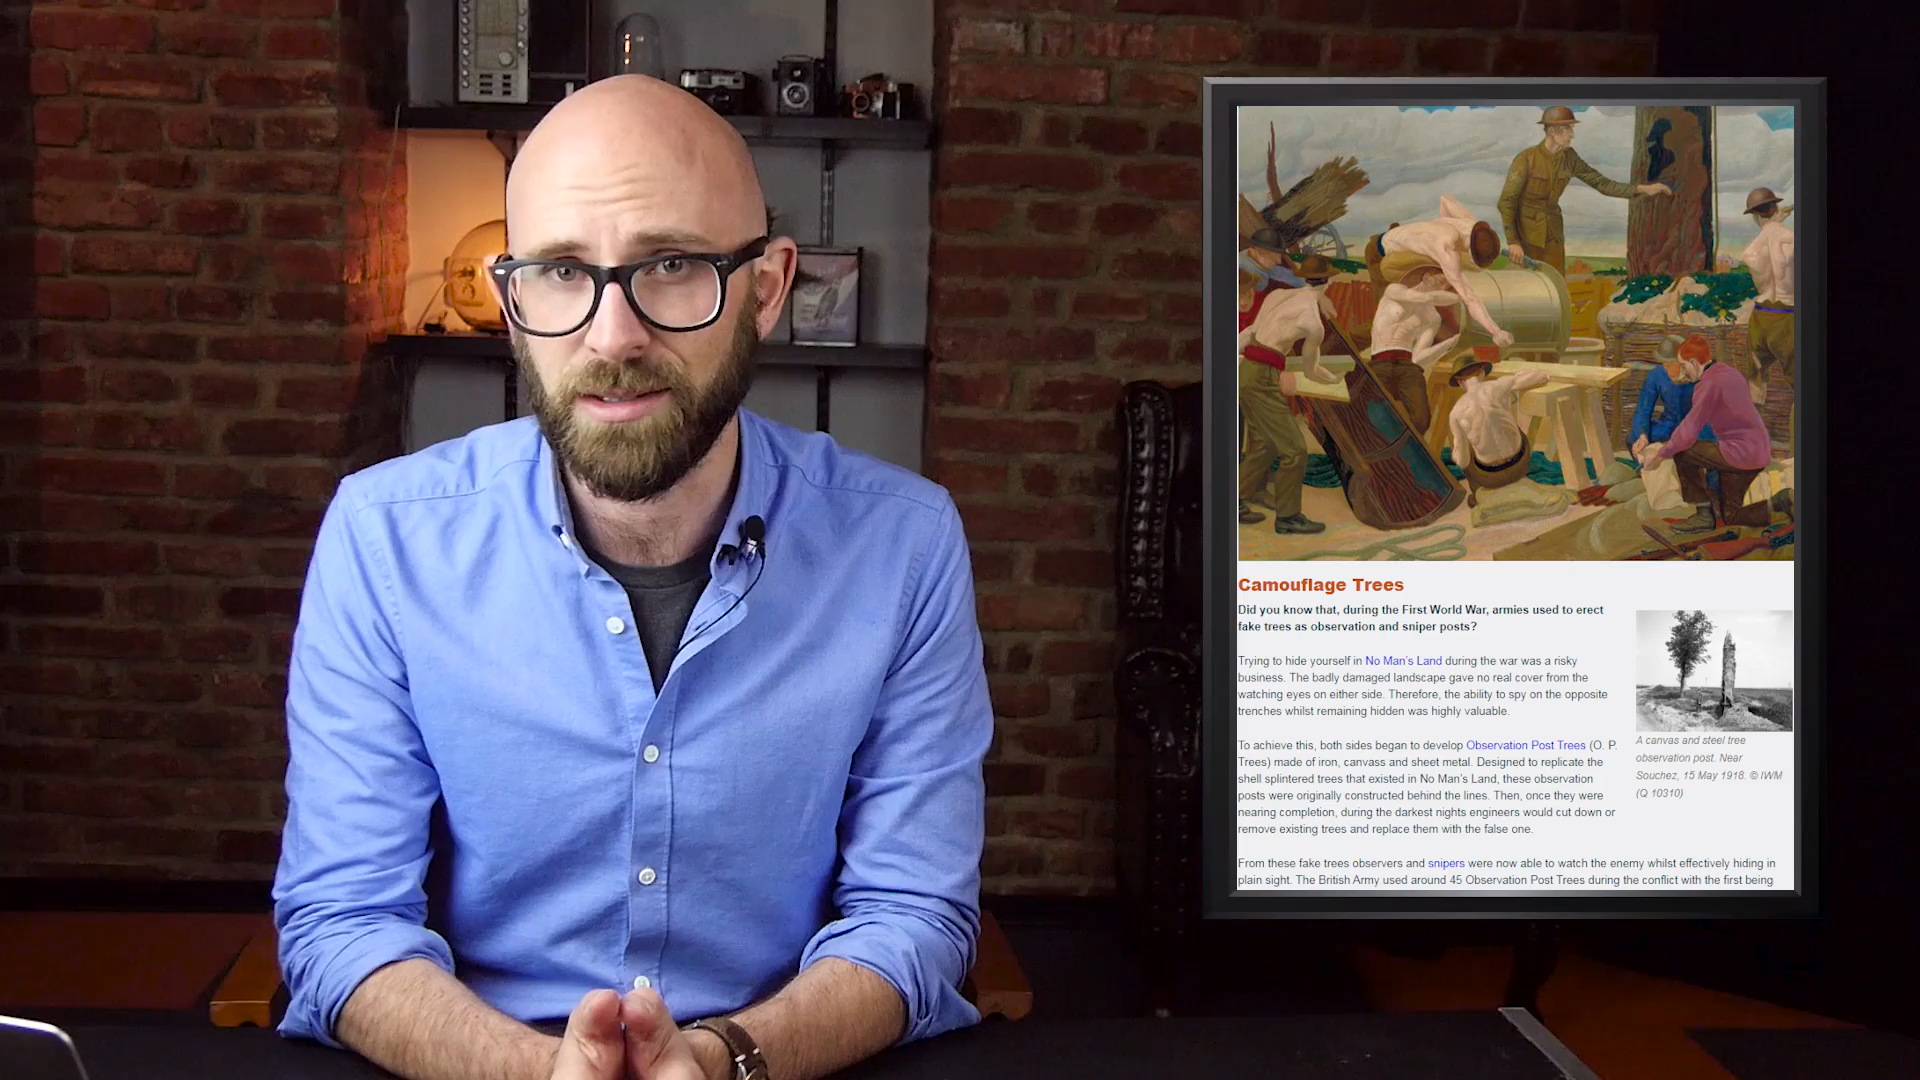 Camouflage Trees
Did you know that, during the First World War, armies used to erect
fake trees as observation and sniper posts?
Trying to hide yourself in No Man's Land during the war was a risky
business. The badly damaged landscape gave no real cover from the
watching eyes on either side. Therefore, the ability to spy on the opposite
trenches whilst remaining hidden was highly valuable.
To achieve this, both sides began to develop Observation Post Trees (O. P.
Trees) made of iron, canvass and sheet metal. Designed to replicate the
shell splintered trees that existed in No Man's Land, these observation
posts were originally constructed behind the lines. Then, once they were
nearing completion, during the darkest nights engineers would cut down or
remove existing trees and replace them with the false one.
A canvas and steel tree
observation post. Near
Souchez, 15 May 1918. © IWM
(Q 10310)
From these fake trees observers and snipers were now able to watch the enemy whilst effectively hiding in
plain sight. The British Army used around 45 Observation Post Trees during the conflict with the first being